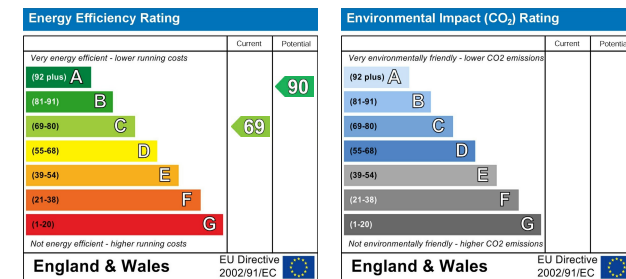 Energy Efficiency Rating
Current Potential
Very energy efficient - lower running costs
(92 plus) A
(81-91) B
(69-80) C
(55-68) D
(39-54) E
(21-38) F
(1-20) G
90
69
Not energy efficient - higher running costs
England & Wales
EU Directive
2002/91/EC
Environmental Impact (CO₂) Rating
Current Potential
Very environmentally friendly - lower CO2 emissions
(92 plus) A
(81-91) B
(69-80) C
(55-68) D
(39-54) E
(21-38) F
(1-20) G
Not environmentally friendly - higher CO2 emissions
England & Wales
EU Directive
2002/91/EC